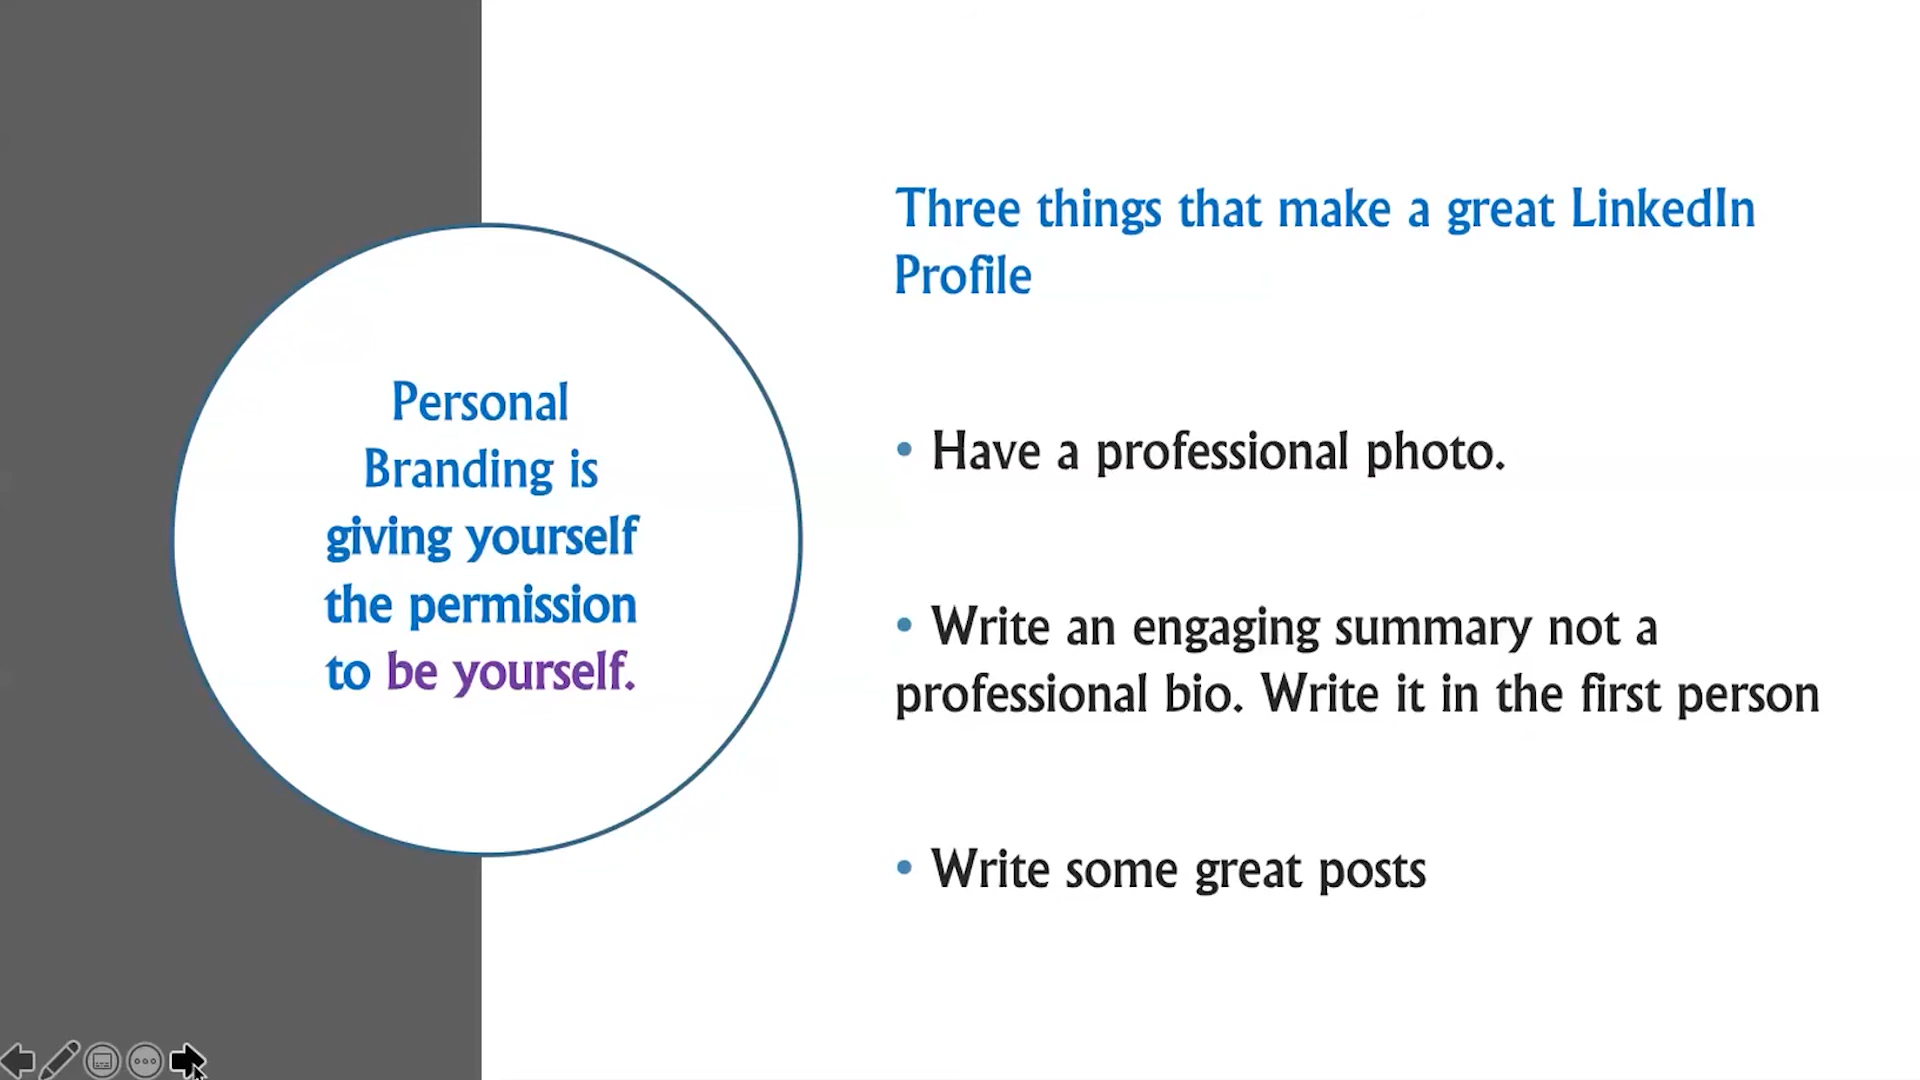 Personal
Branding is
giving yourself
the permission
to be yourself.
Three things that make a great LinkedIn
Profile
• Have a professional photo.
• Write an engaging summary not a
professional bio. Write it in the first person
• Write some great posts